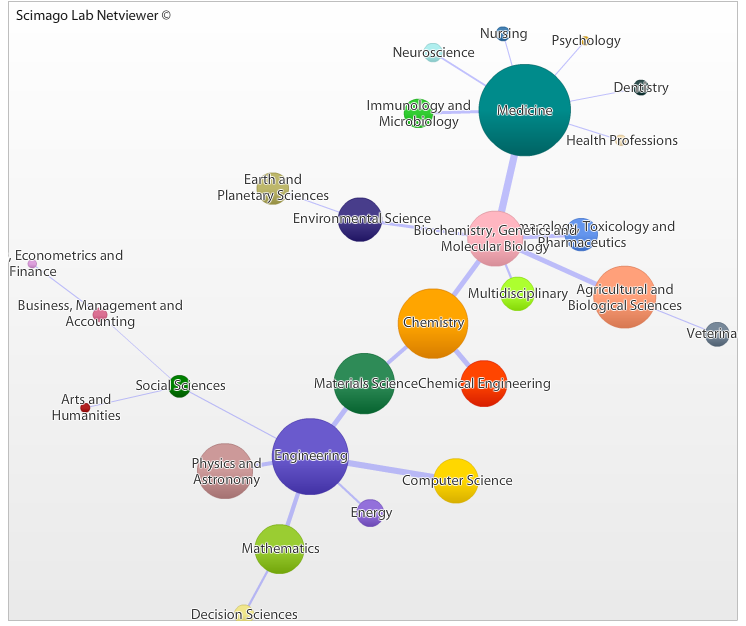 Scimago Lab Netviewer ©
Nursing
Psychology
Neuroscience
Dentistry
Medicine
Immunology and
Microbiology
Health Professions
Earth and
Planetary Sciences
Environmental Science
Biochemistry, Genetics and
Molecular Biology
Toxicology and
Pharmaceutics
, Econometrics and
Finance
Multidisciplinary
Agricultural and
Biological Sciences
Business, Management and
Accounting
Chemistry
Veterina
Social Sciences
Materials Science
Chemical Engineering
Arts and
Humanities
Engineering
Physics and
Astronomy
Computer Science
Energy
Mathematics
Decision Sciences